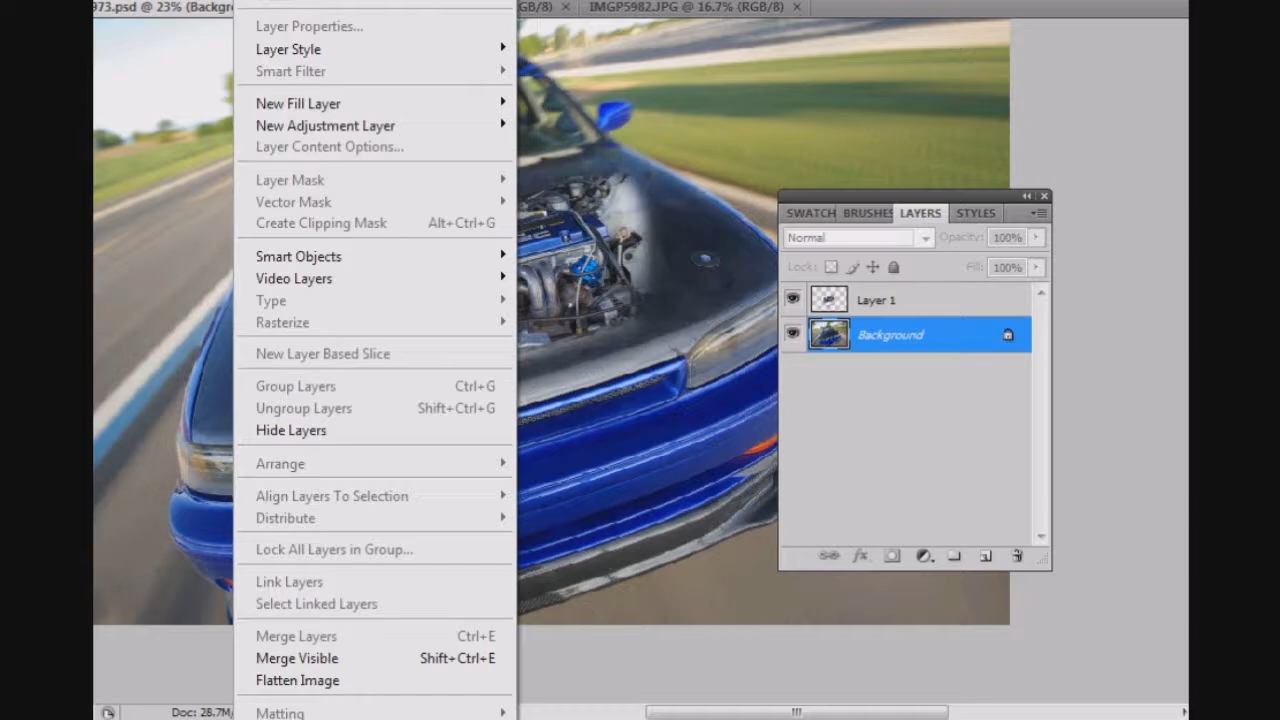 973.psd @ 23% (Backgro
GB/8) ×
IMGP5982.JPG @ 16.7% (RGB/8) ×
Layer Properties...
Layer Style
Smart Filter
New Fill Layer
New Adjustment Layer
Layer Content Options...
Layer Mask
Vector Mask
Create Clipping Mask Alt+Ctrl+G
Smart Objects
Video Layers
Type
Rasterize
New Layer Based Slice
Group Layers Ctrl+G
Ungroup Layers Shift+Ctrl+G
Hide Layers
Arrange
Align Layers To Selection
Distribute
Lock All Layers in Group...
Link Layers
Select Linked Layers
Merge Layers Ctrl+E
Merge Visible Shift+Ctrl+E
Flatten Image
Matting
SWATCH BRUSHES LAYERS STYLES
Normal Opacity: 100%
Lock: Fill: 100%
Layer 1
Background
Doc: 28.7M/